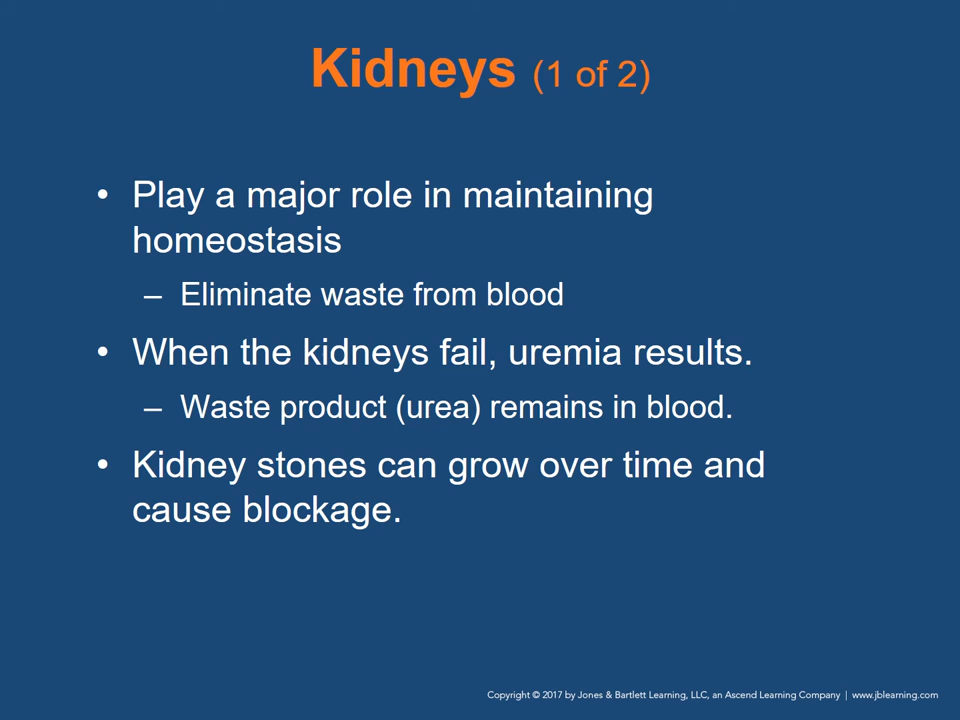 Kidneys (1 of 2)
• Play a major role in maintaining
homeostasis
– Eliminate waste from blood
• When the kidneys fail, uremia results.
– Waste product (urea) remains in blood.
• Kidney stones can grow over time and
cause blockage.
Copyright © 2017 by Jones & Bartlett Learning, LLC, an Ascend Learning Company | www.jblearning.com